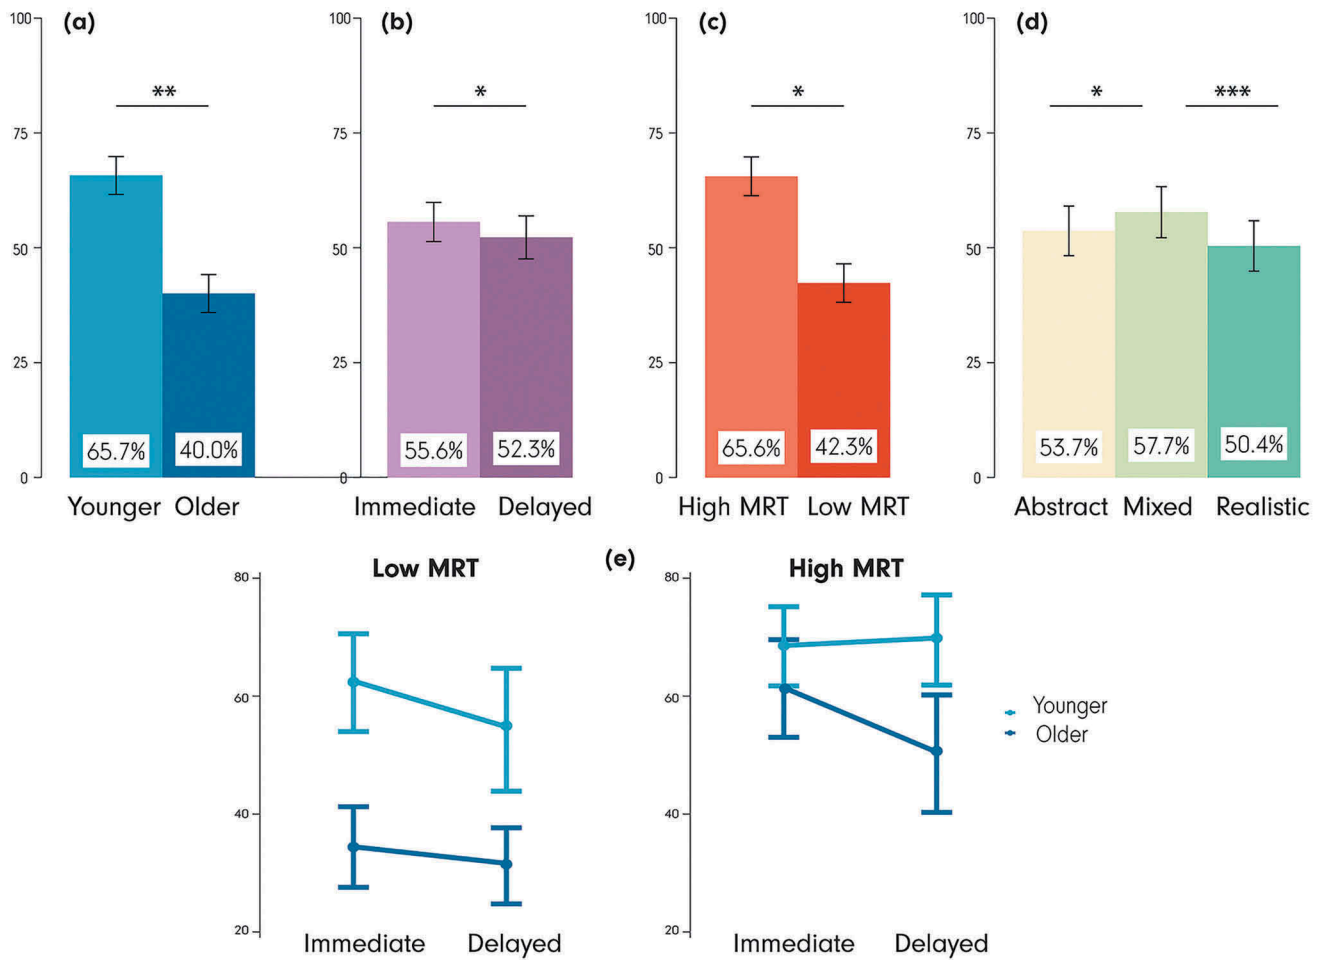 (a)
100
75
50
25
0
**
65.7%
40.0%
Younger Older
(b)
100
75
50
25
0
*
55.6%
52.3%
Immediate Delayed
(c)
100
75
50
25
0
*
65.6%
42.3%
High MRT Low MRT
(d)
100
75
50
25
0
* ***
53.7%
57.7%
50.4%
Abstract Mixed Realistic
(e)
Low MRT
80
60
40
20
Immediate Delayed
High MRT
80
60
40
20
Immediate Delayed
Younger
Older